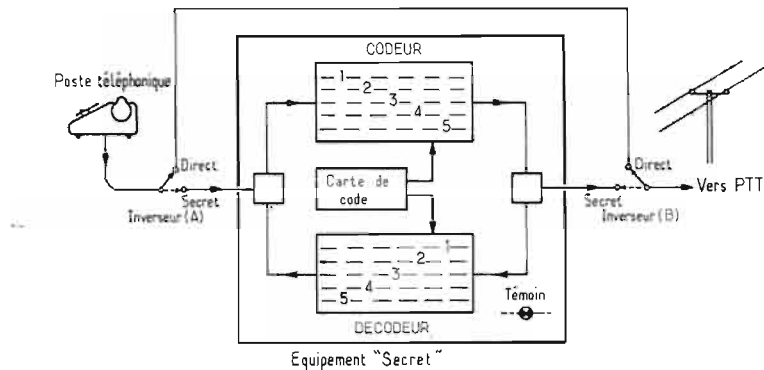 CODEUR
Poste téléphonique
1
2
3
4
5
Direct
Secret
Inverseur (A)
Carte de
code
Direct
Secret
Inverseur (B)
Vers PTT
1
2
3
4
5
Témoin
DECODEUR
Equipement "Secret"